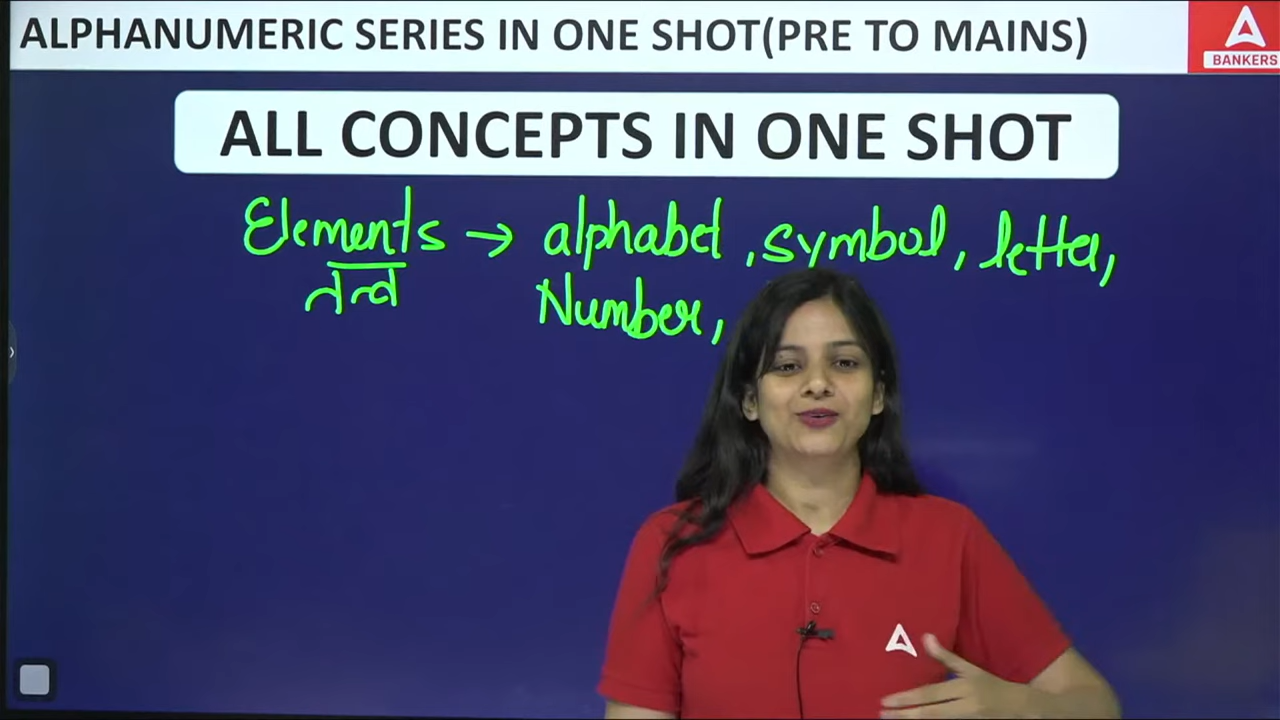 ALPHANUMERIC SERIES IN ONE SHOT(PRE TO MAINS)
BANKERS
ALL CONCEPTS IN ONE SHOT
Elements → alphabet, symbol, letter,
तत्व
Number,